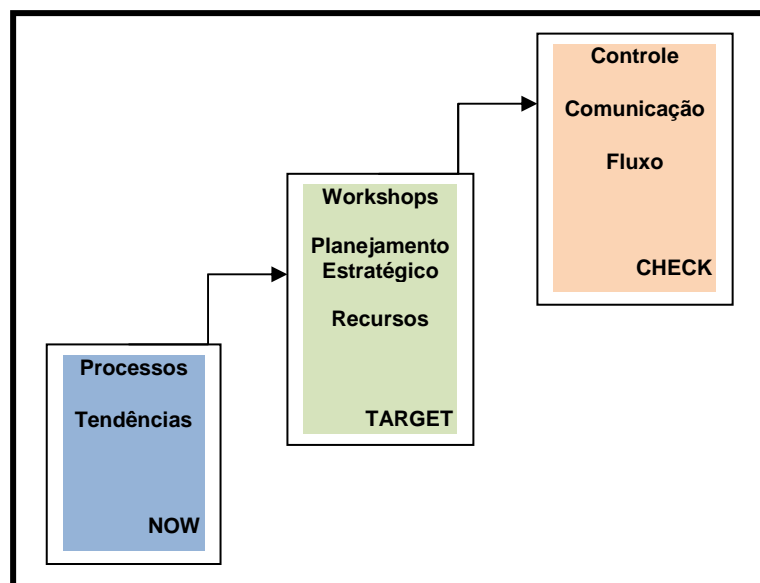 Controle
Comunicação
Fluxo
CHECK
Workshops
Planejamento
Estratégico
Recursos
TARGET
Processos
Tendências
NOW